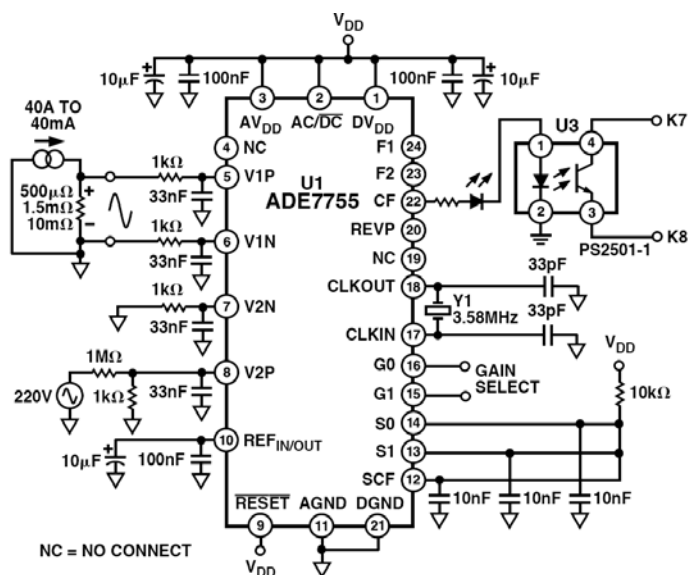 VDD
10µF
100nF
100nF
10µF
3
2
1
AVDD
AC/DC
DVDD
40A TO
40mA
4
NC
F1
24
U3
K7
1
4
1kΩ
5
V1P
U1
ADE7755
F2
23
500µΩ
1.5mΩ
10mΩ
33nF
CF
22
2
3
PS2501-1
K8
1kΩ
6
V1N
REVP
20
33nF
NC
19
33pF
1kΩ
7
V2N
CLKOUT
18
33nF
Y1
3.58MHz
33pF
1MΩ
8
V2P
CLKIN
17
VDD
220V
1kΩ
33nF
G0
16
GAIN
SELECT
G1
15
10kΩ
10
REFIN/OUT
S0
14
10µF
100nF
S1
13
SCF
12
RESET
AGND
DGND
10nF
10nF
10nF
9
11
21
NC = NO CONNECT
VDD